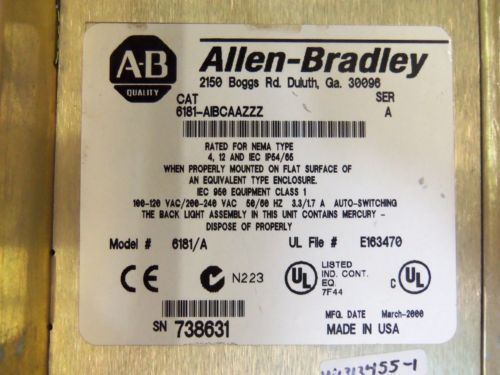 A-B
QUALITY
Allen-Bradley
2150 Boggs Rd. Duluth, Ga. 30096
CAT SER
6181-AIBCAAZZZ A
RATED FOR NEMA TYPE
4, 12 AND IEC IP54/65
WHEN PROPERLY MOUNTED ON FLAT SURFACE OF
AN EQUIVALENT TYPE ENCLOSURE.
IEC 950 EQUIPMENT CLASS 1
100-120 VAC/200-240 VAC 50/60 HZ 3.3/1.7 A AUTO-SWITCHING
THE BACK LIGHT ASSEMBLY IN THIS UNIT CONTAINS MERCURY -
DISPOSE OF PROPERLY
Model # 6181/A UL File # E163470
CE N223 UL LISTED C UL
IND. CONT.
EQ.
7F44
MFG. DATE March-2000
SN 738631 MADE IN USA